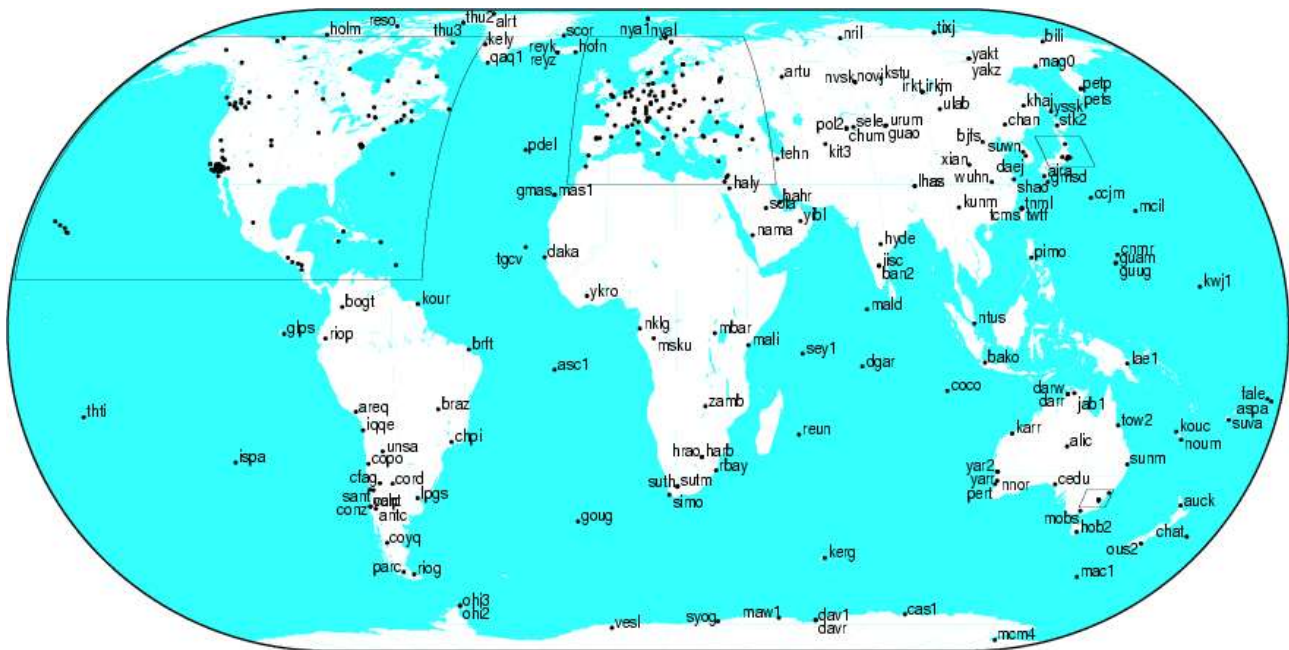 reso
thu2
alrt
holm
thu3
kely
scor
nya1
nyal
nril
tixj
bili
qaq1
reyk
hofn
reyz
artu
yakt
yakz
mag0
nvsk
novj
kstu
irkt
irkjm
petp
pets
ulab
khaj
yssk
stk2
pol2
sele
urum
chum
guao
chan
pdel
tehn
kit3
bjfs
suwn
daej
xian
wuhn
aira
gmsd
shao
gmas
mas1
haly
bahr
lhas
kunm
tnml
tcms
twtf
ccjm
mcil
sola
yibl
nama
hyde
tgcv
daka
iisc
ban2
pimo
cnmr
guam
guug
kwj1
bogt
kour
ykro
mald
glps
riop
nklg
msku
mbar
mali
ntus
brft
asc1
sey1
dgar
bako
lae1
thti
areq
braz
zamb
coco
darw
darr
jab1
fale
aspa
suva
iqqe
chpi
reun
karr
tow2
kouc
noum
unsa
alic
ispa
copo
hrao
harb
rbay
sunm
cfag
cord
suth
sutm
yar2
yarr
nnor
cedu
sant
lpgs
simo
pert
auck
conz
antc
goug
mobs
hob2
chat
coyq
kerg
ous2
parc
riog
mac1
ohi3
ohi2
vesl
syog
maw1
dav1
davr
cas1
mcm4